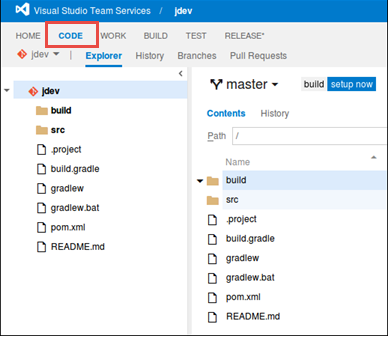 Visual Studio Team Services / jdev
HOME CODE WORK BUILD TEST RELEASE*
jdev | Explorer History Branches Pull Requests
jdev
build
src
.project
build.gradle
gradlew
gradlew.bat
pom.xml
README.md
master build setup now
Contents History
Path /
Name
build
src
.project
build.gradle
gradlew
gradlew.bat
pom.xml
README.md